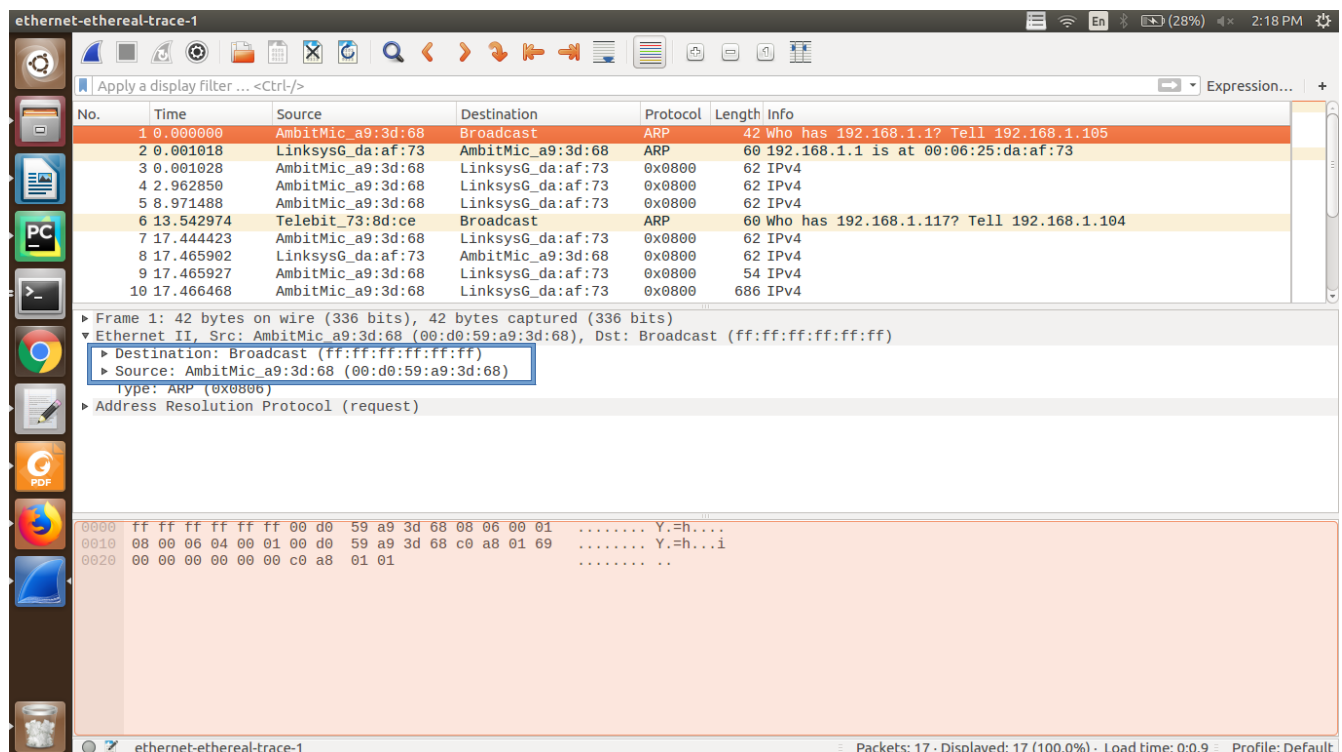 ethernet-ethereal-trace-1 En (28%) 2:18 PM
Apply a display filter … <Ctrl-/> Expression… +
No. Time Source Destination Protocol Length Info
1 0.000000 AmbitMic_a9:3d:68 Broadcast ARP 42 Who has 192.168.1.1? Tell 192.168.1.105
2 0.001018 LinksysG_da:af:73 AmbitMic_a9:3d:68 ARP 60 192.168.1.1 is at 00:06:25:da:af:73
3 0.001028 AmbitMic_a9:3d:68 LinksysG_da:af:73 0x0800 62 IPv4
4 2.962850 AmbitMic_a9:3d:68 LinksysG_da:af:73 0x0800 62 IPv4
5 8.971488 AmbitMic_a9:3d:68 LinksysG_da:af:73 0x0800 62 IPv4
6 13.542974 Telebit_73:8d:ce Broadcast ARP 60 Who has 192.168.1.117? Tell 192.168.1.104
7 17.444423 AmbitMic_a9:3d:68 LinksysG_da:af:73 0x0800 62 IPv4
8 17.465902 LinksysG_da:af:73 AmbitMic_a9:3d:68 0x0800 62 IPv4
9 17.465927 AmbitMic_a9:3d:68 LinksysG_da:af:73 0x0800 54 IPv4
10 17.466468 AmbitMic_a9:3d:68 LinksysG_da:af:73 0x0800 686 IPv4
Frame 1: 42 bytes on wire (336 bits), 42 bytes captured (336 bits)
Ethernet II, Src: AmbitMic_a9:3d:68 (00:d0:59:a9:3d:68), Dst: Broadcast (ff:ff:ff:ff:ff:ff)
Destination: Broadcast (ff:ff:ff:ff:ff:ff)
Source: AmbitMic_a9:3d:68 (00:d0:59:a9:3d:68)
Type: ARP (0x0806)
Address Resolution Protocol (request)
0000 ff ff ff ff ff ff 00 d0 59 a9 3d 68 08 06 00 01 ........ Y.=h....
0010 08 00 06 04 00 01 00 d0 59 a9 3d 68 c0 a8 01 69 ........ Y.=h...i
0020 00 00 00 00 00 00 c0 a8 01 01 ........ ..
ethernet-ethereal-trace-1 Packets: 17 · Displayed: 17 (100.0%) · Load time: 0:0.9 Profile: Default
PC
>_
PDF